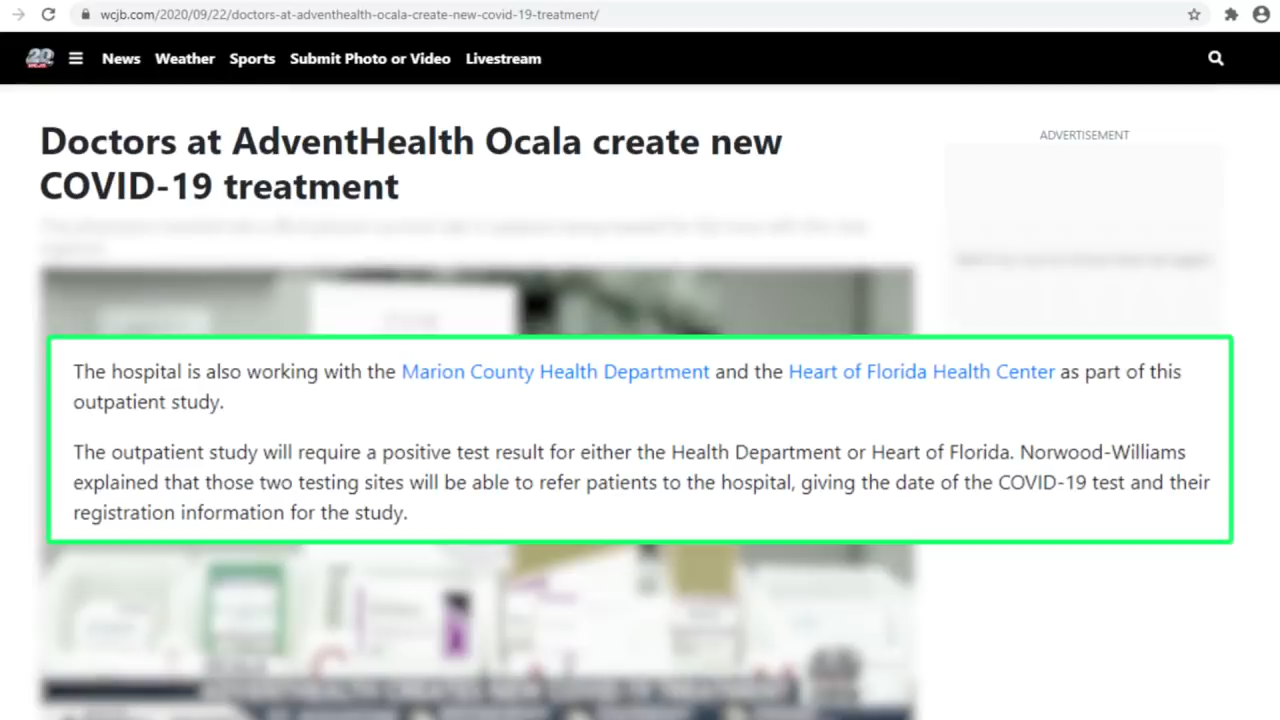 wcjb.com/2020/09/22/doctors-at-adventhealth-ocala-create-new-covid-19-treatment/
20
News Weather Sports Submit Photo or Video Livestream
Doctors at AdventHealth Ocala create new
COVID-19 treatment
ADVERTISEMENT
The hospital is also working with the Marion County Health Department and the Heart of Florida Health Center as part of this
outpatient study.
The outpatient study will require a positive test result for either the Health Department or Heart of Florida. Norwood-Williams
explained that those two testing sites will be able to refer patients to the hospital, giving the date of the COVID-19 test and their
registration information for the study.